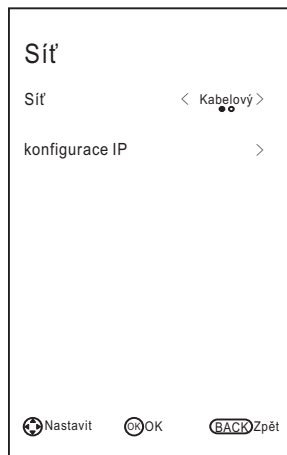 Síť
Síť < Kabelový >
konfigurace IP >
Nastavit OK OK BACK Zpět